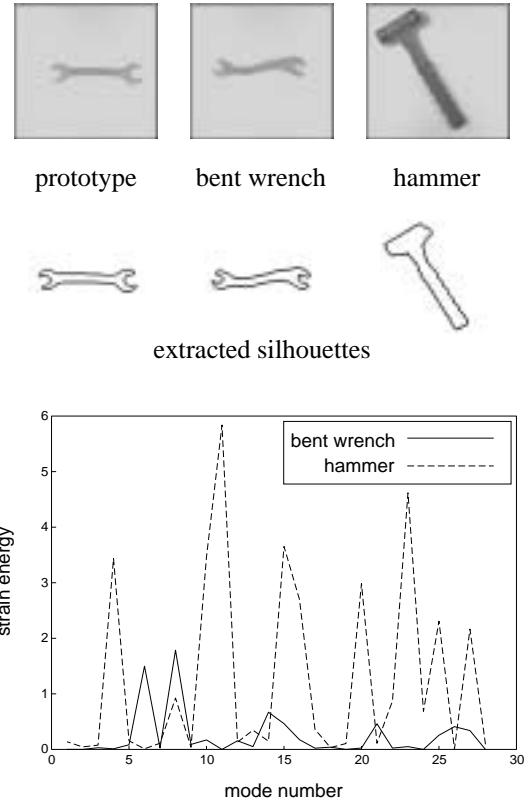 prototype bent wrench hammer
extracted silhouettes
6
5
4
3
2
1
0
strain energy
bent wrench
hammer
0 5 10 15 20 25 30
mode number